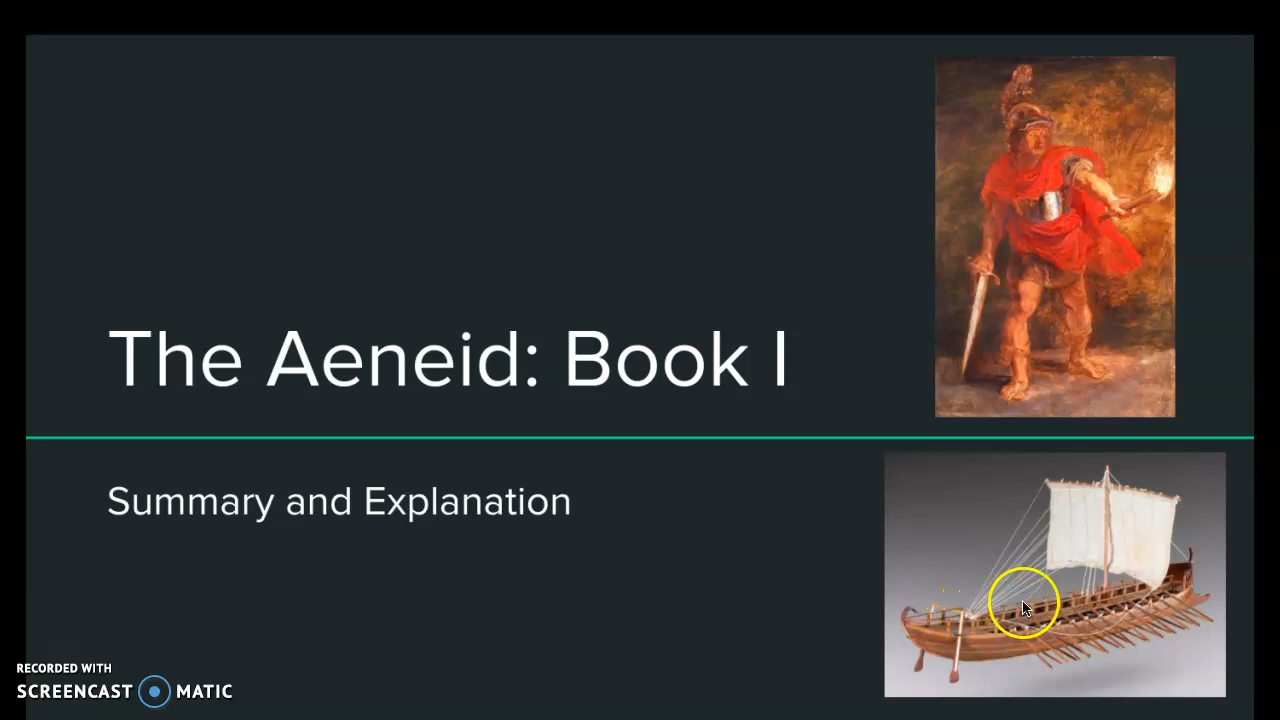 The Aeneid: Book I
Summary and Explanation
RECORDED WITH
SCREENCAST MATIC